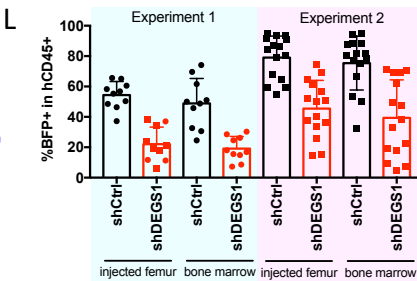 L
Experiment 1 Experiment 2
%BFP+ in hCD45+
100
80
60
40
20
0
shCtrl shDEGS1 shCtrl shDEGS1 shCtrl shDEGS1 shCtrl shDEGS1
injected femur bone marrow injected femur bone marrow